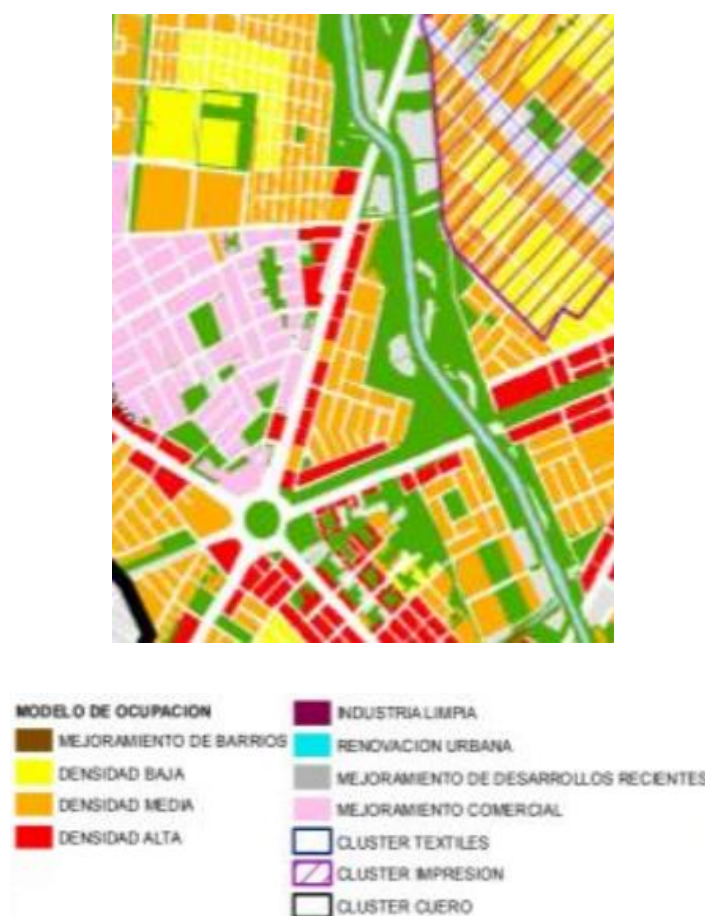 MODELO DE OCUPACION
MEJORAMIENTO DE BARRIOS
DENSIDAD BAJA
DENSIDAD MEDIA
DENSIDAD ALTA
INDUSTRIA LIMPIA
RENOVACION URBANA
MEJORAMIENTO DE DESARROLLOS RECIENTES
MEJORAMIENTO COMERCIAL
CLUSTER TEXTILES
CLUSTER IMPRESION
CLUSTER CUERO